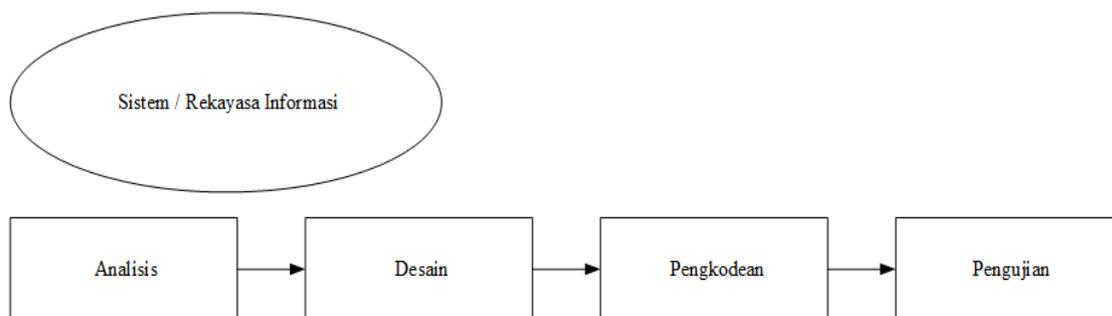 Sistem / Rekayasa Informasi
Analisis
Desain
Pengkodean
Pengujian